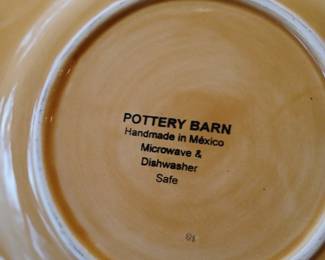 POTTERY BARN
Handmade in México
Microwave &
Dishwasher
Safe